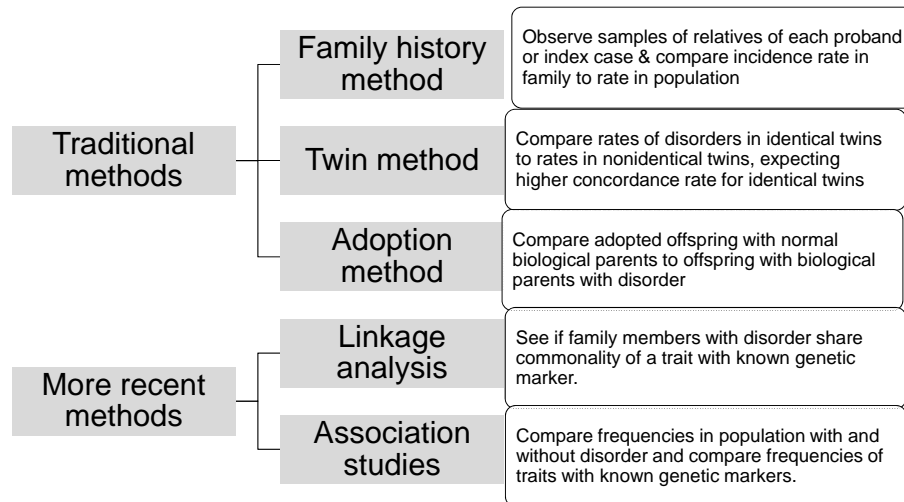 Traditional
methods
Family history
method
Observe samples of relatives of each proband
or index case & compare incidence rate in
family to rate in population
Twin method
Compare rates of disorders in identical twins
to rates in nonidentical twins, expecting
higher concordance rate for identical twins
Adoption
method
Compare adopted offspring with normal
biological parents to offspring with biological
parents with disorder
More recent
methods
Linkage
analysis
See if family members with disorder share
commonality of a trait with known genetic
marker.
Association
studies
Compare frequencies in population with and
without disorder and compare frequencies of
traits with known genetic markers.